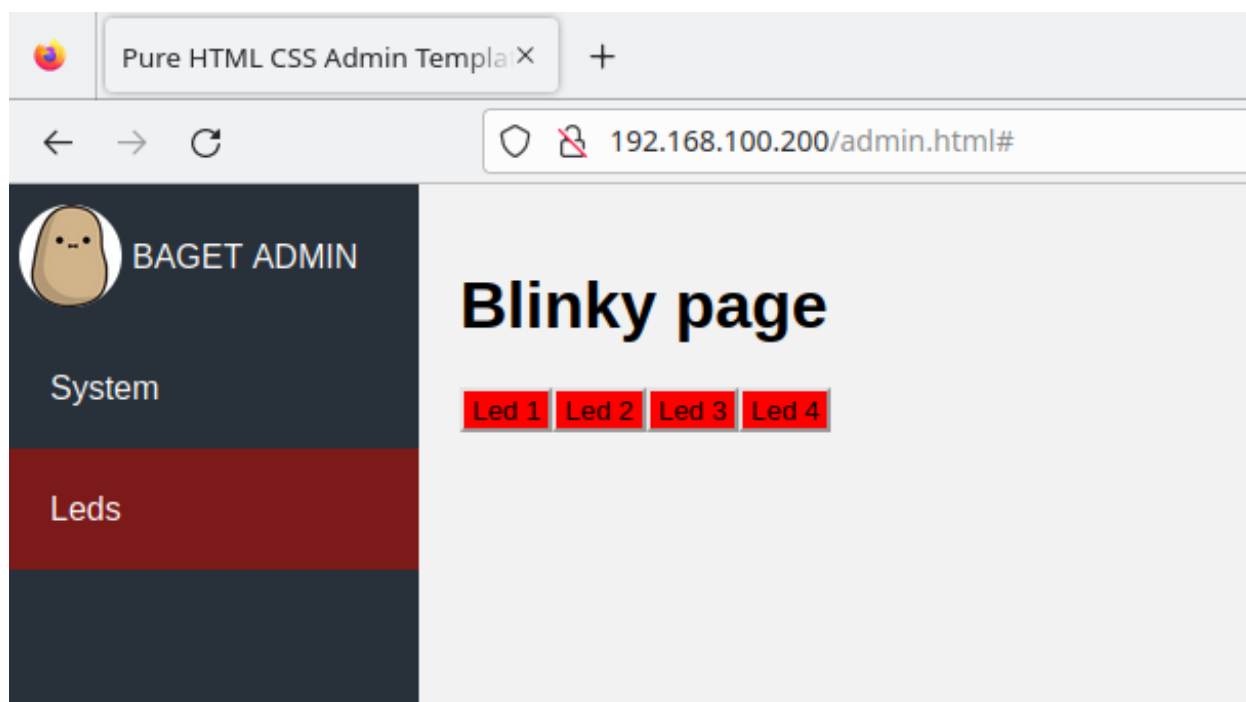 Pure HTML CSS Admin Templat
192.168.100.200/admin.html#
BAGET ADMIN
System
Leds
Blinky page
Led 1 Led 2 Led 3 Led 4